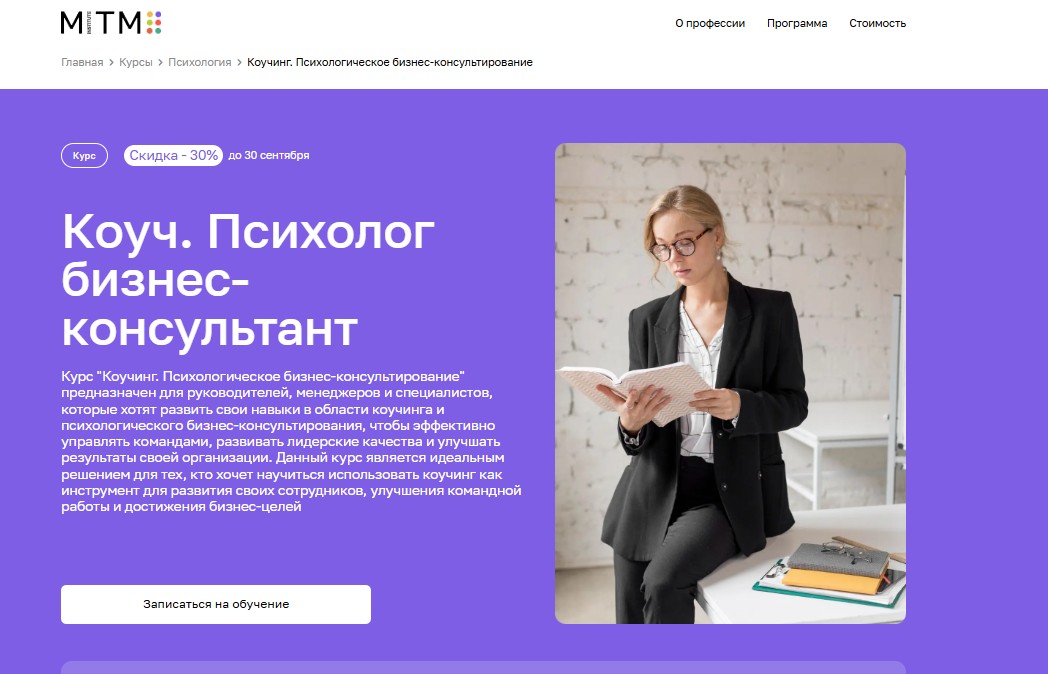 MITM
INSTITUTE
О профессии Программа Стоимость
Главная > Курсы > Психология > Коучинг. Психологическое бизнес-консультирование
Курс Скидка - 30% до 30 сентября
Коуч. Психолог
бизнес-
консультант
Курс "Коучинг. Психологическое бизнес-консультирование"
предназначен для руководителей, менеджеров и специалистов,
которые хотят развить свои навыки в области коучинга и
психологического бизнес-консультирования, чтобы эффективно
управлять командами, развивать лидерские качества и улучшать
результаты своей организации. Данный курс является идеальным
решением для тех, кто хочет научиться использовать коучинг как
инструмент для развития своих сотрудников, улучшения командной
работы и достижения бизнес-целей
Записаться на обучение